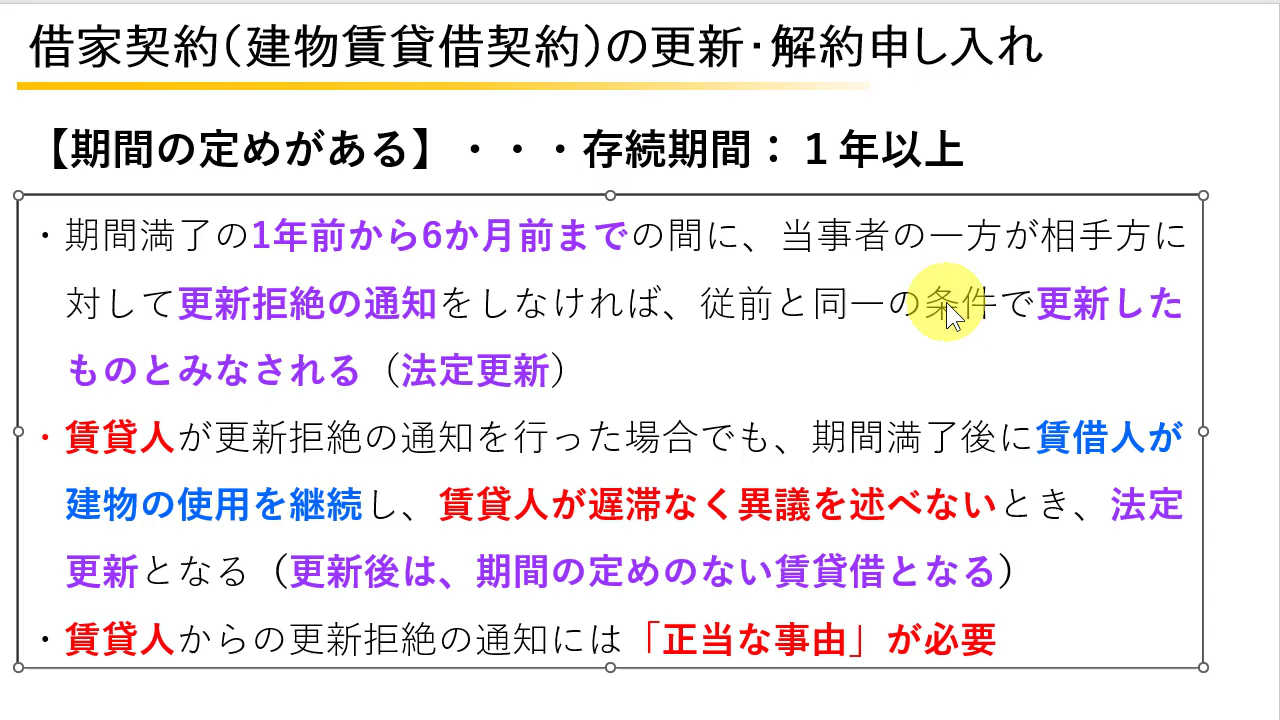 借家契約(建物賃貸借契約)の更新・解約申し入れ
【期間の定めがある】・・・存続期間：１年以上
・期間満了の1年前から6か月前までの間に、当事者の一方が相手方に
対して更新拒絶の通知をしなければ、従前と同一の条件で更新した
ものとみなされる（法定更新）
・賃貸人が更新拒絶の通知を行った場合でも、期間満了後に賃借人が
建物の使用を継続し、賃貸人が遅滞なく異議を述べないとき、法定
更新となる（更新後は、期間の定めのない賃貸借となる）
・賃貸人からの更新拒絶の通知には「正当な事由」が必要